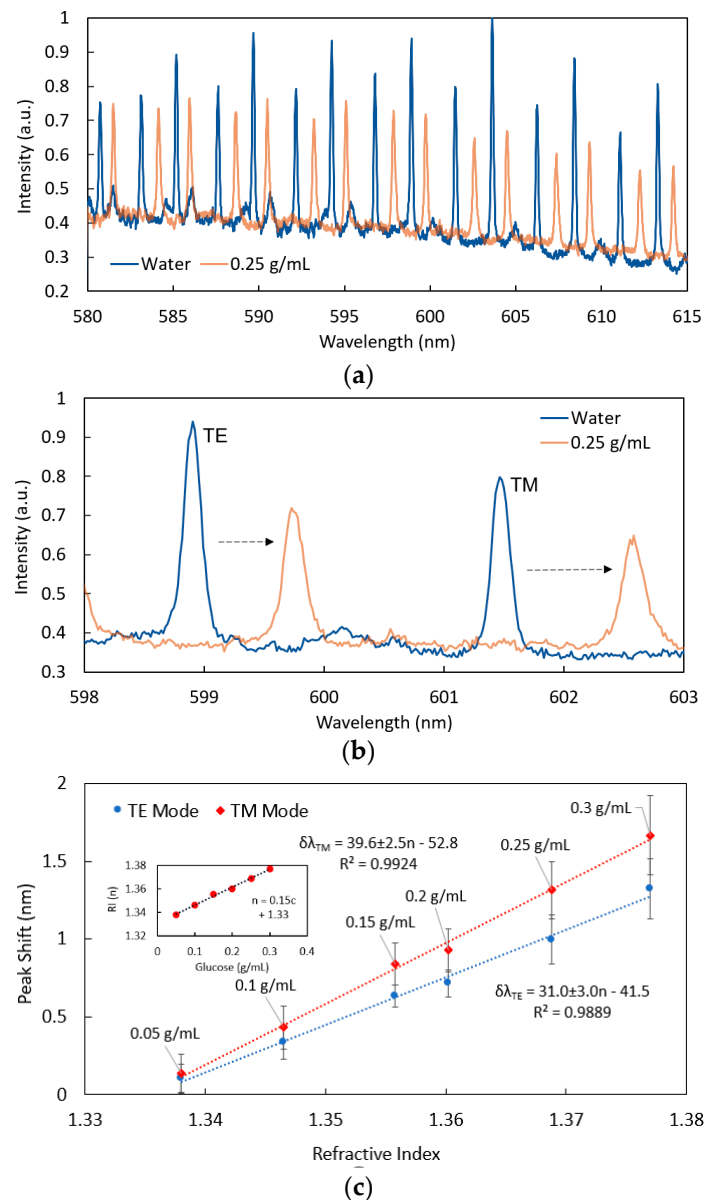 1
0.9
0.8
0.7
0.6
0.5
0.4
0.3
0.2
Intensity (a.u.)
Water 0.25 g/mL
580 585 590 595 600 605 610 615
Wavelength (nm)
(a)
1
0.9
0.8
0.7
0.6
0.5
0.4
0.3
Intensity (a.u.)
Water
0.25 g/mL
TE
TM
598 599 600 601 602 603
Wavelength (nm)
(b)
2
1.5
1
0.5
0
Peak Shift (nm)
TE Mode TM Mode
δλTM = 39.6±2.5n - 52.8
R² = 0.9924
0.3 g/mL
0.25 g/mL
0.2 g/mL
0.15 g/mL
0.1 g/mL
0.05 g/mL
1.38
1.36
1.34
1.32
RI (n)
n = 0.15c
+ 1.33
0 0.1 0.2 0.3 0.4
Glucose (g/mL)
δλTE = 31.0±3.0n - 41.5
R² = 0.9889
1.33 1.34 1.35 1.36 1.37 1.38
Refractive Index
(c)